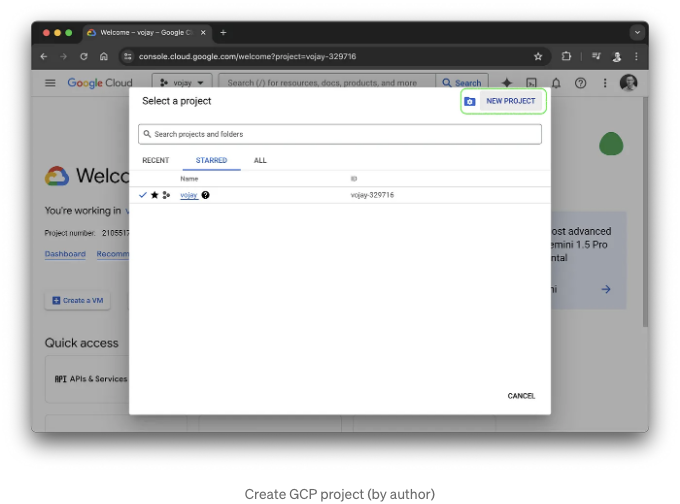 Welcome – vojay – Google C
console.cloud.google.com/welcome?project=vojay-329716
Google Cloud
vojay
Search (/) for resources, docs, products, and more
Search
Select a project
NEW PROJECT
Search projects and folders
RECENT STARRED ALL
Name ID
vojay vojay-329716
Welco
You're working in v
Project number: 2105517
Dashboard Recomm
ost advanced
emini 1.5 Pro
ntal
ni
Create a VM
Quick access
API APIs & Services
CANCEL
Create GCP project (by author)